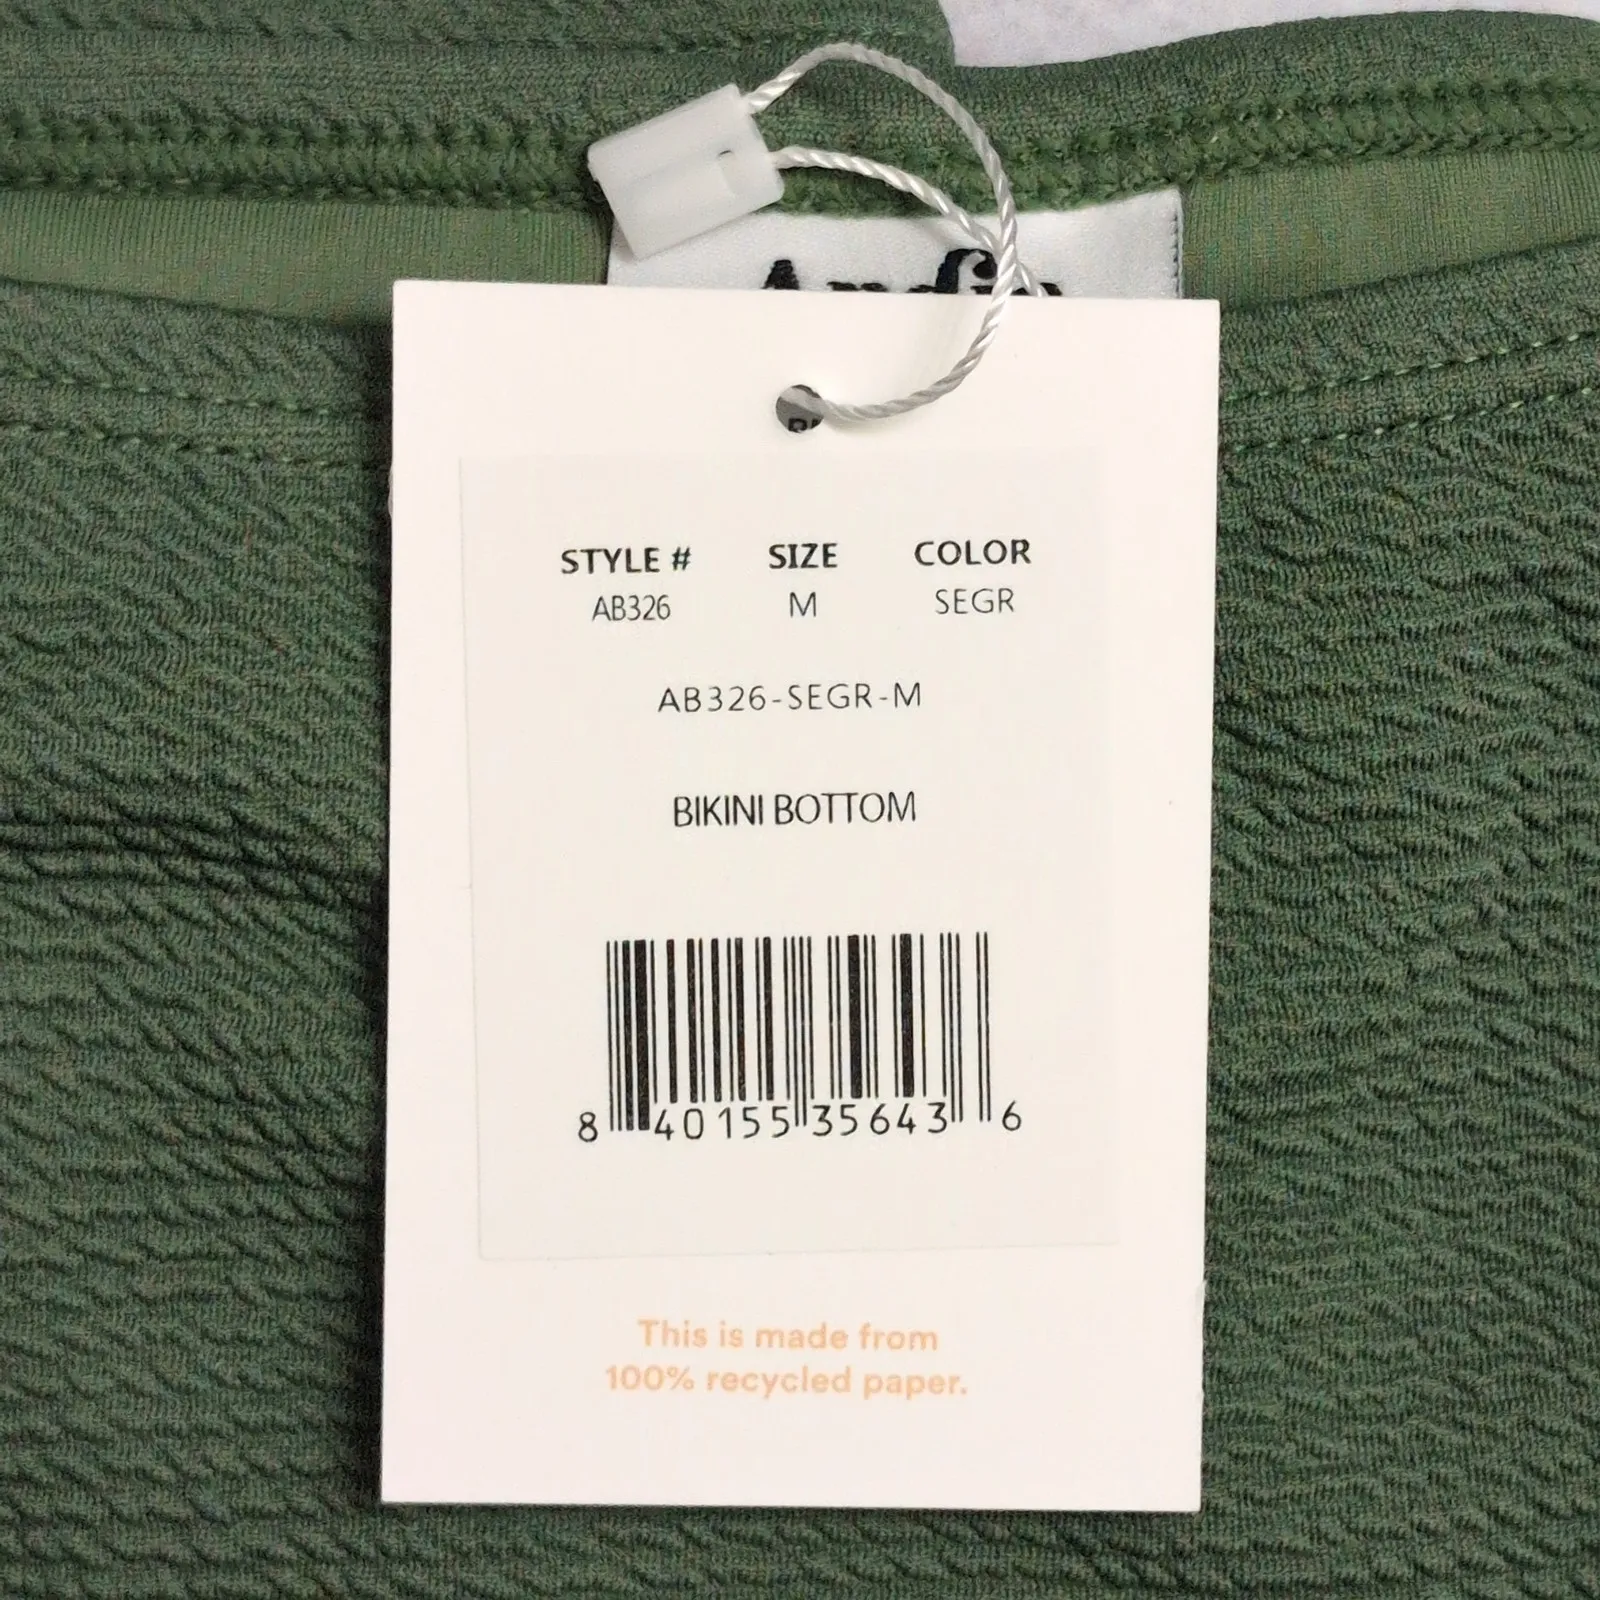 STYLE # SIZE COLOR
AB326 M SEGR
AB326-SEGR-M
BIKINI BOTTOM
8 40155 35643 6
This is made from
100% recycled paper.